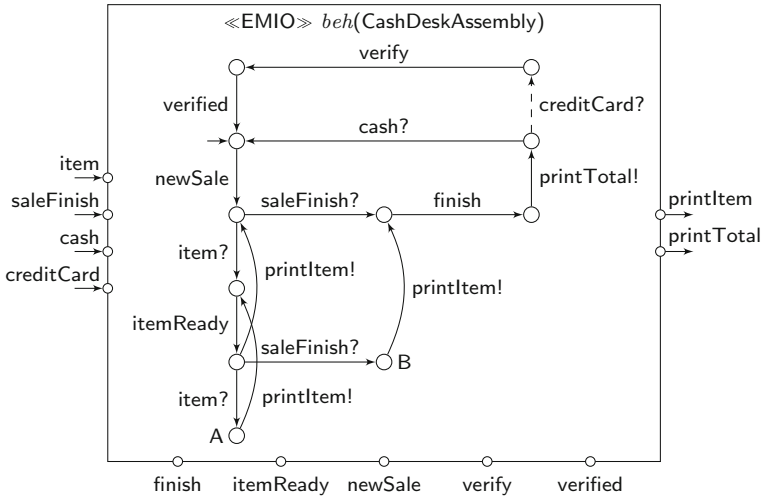 ≪EMIO≫ beh(CashDeskAssembly)
verify
verified
creditCard?
cash?
item
newSale
printTotal!
saleFinish
saleFinish?
finish
printItem
cash
item?
printTotal
creditCard
printItem!
printItem!
itemReady
saleFinish?
B
item?
printItem!
A
finish
itemReady
newSale
verify
verified